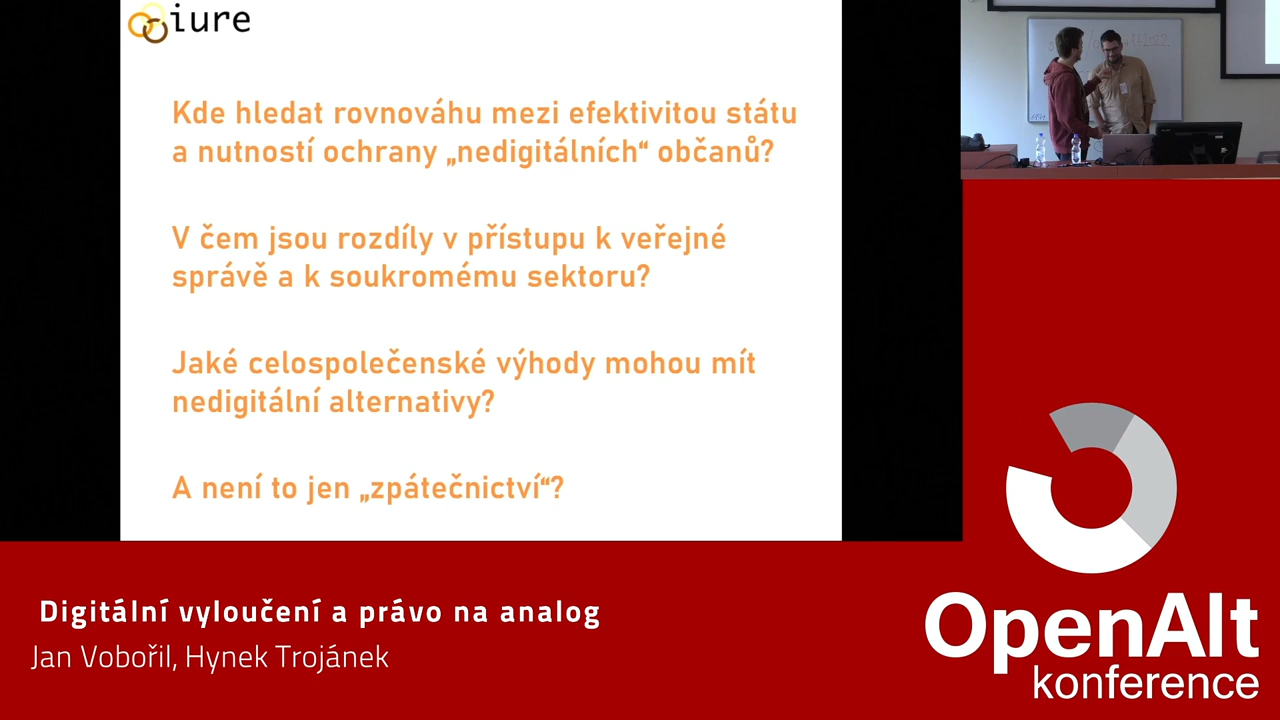 iure
Kde hledat rovnováhu mezi efektivitou státu
a nutností ochrany „nedigitálních“ občanů?
V čem jsou rozdíly v přístupu k veřejné
správě a k soukromému sektoru?
Jaké celospolečenské výhody mohou mít
nedigitální alternativy?
A není to jen „zpátečnictví“?
Digitální vyloučení a právo na analog
Jan Vobořil, Hynek Trojánek
OpenAlt
konference